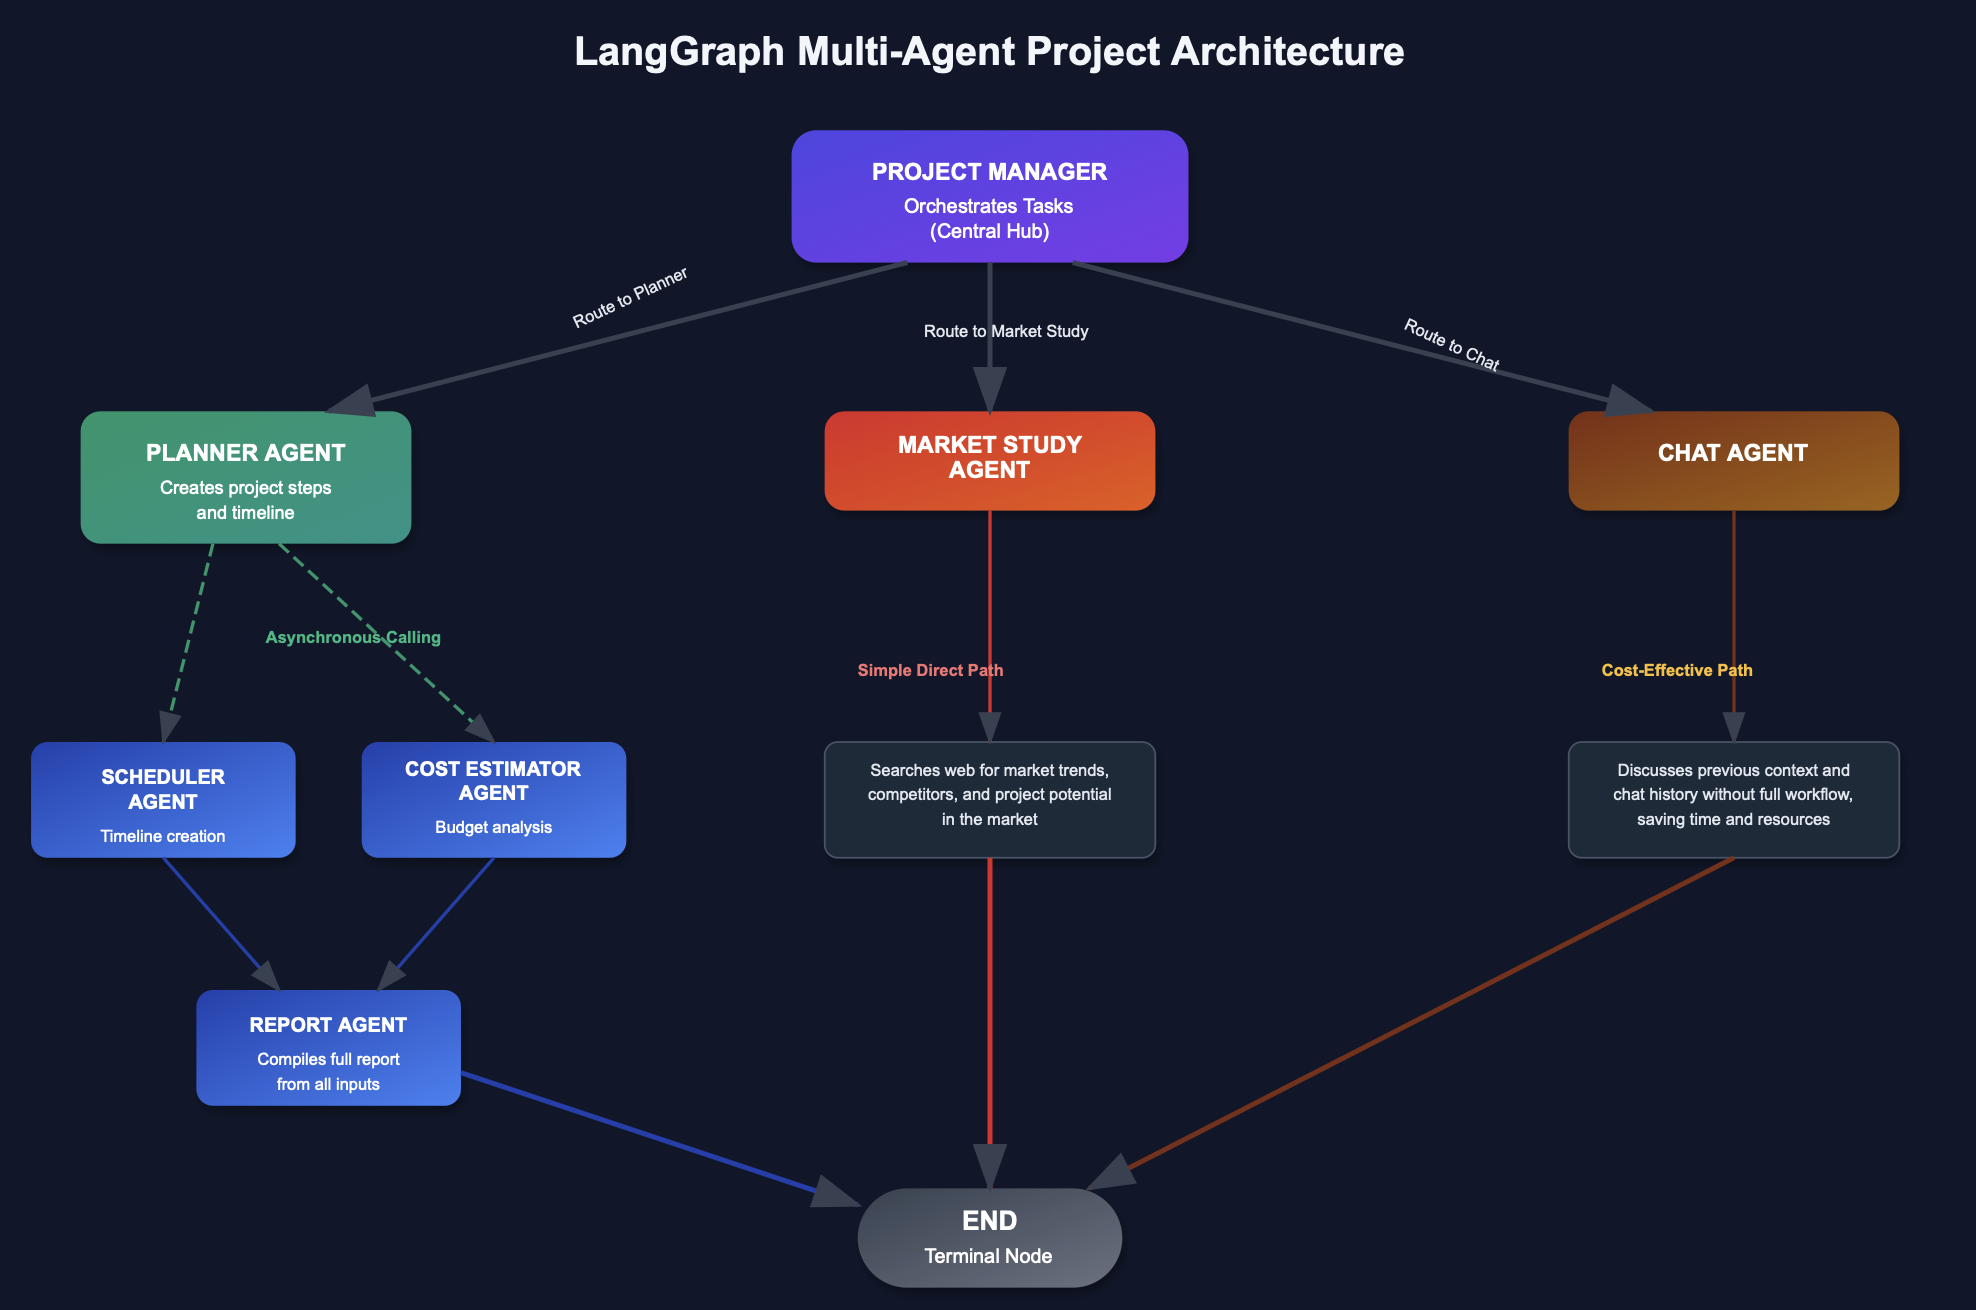 LangGraph Multi-Agent Project Architecture
PROJECT MANAGER
Orchestrates Tasks
(Central Hub)
Route to Planner
Route to Market Study
Route to Chat
PLANNER AGENT
Creates project steps
and timeline
MARKET STUDY
AGENT
CHAT AGENT
Asynchronous Calling
Simple Direct Path
Cost-Effective Path
SCHEDULER
AGENT
Timeline creation
COST ESTIMATOR
AGENT
Budget analysis
Searches web for market trends,
competitors, and project potential
in the market
Discusses previous context and
chat history without full workflow,
saving time and resources
REPORT AGENT
Compiles full report
from all inputs
END
Terminal Node